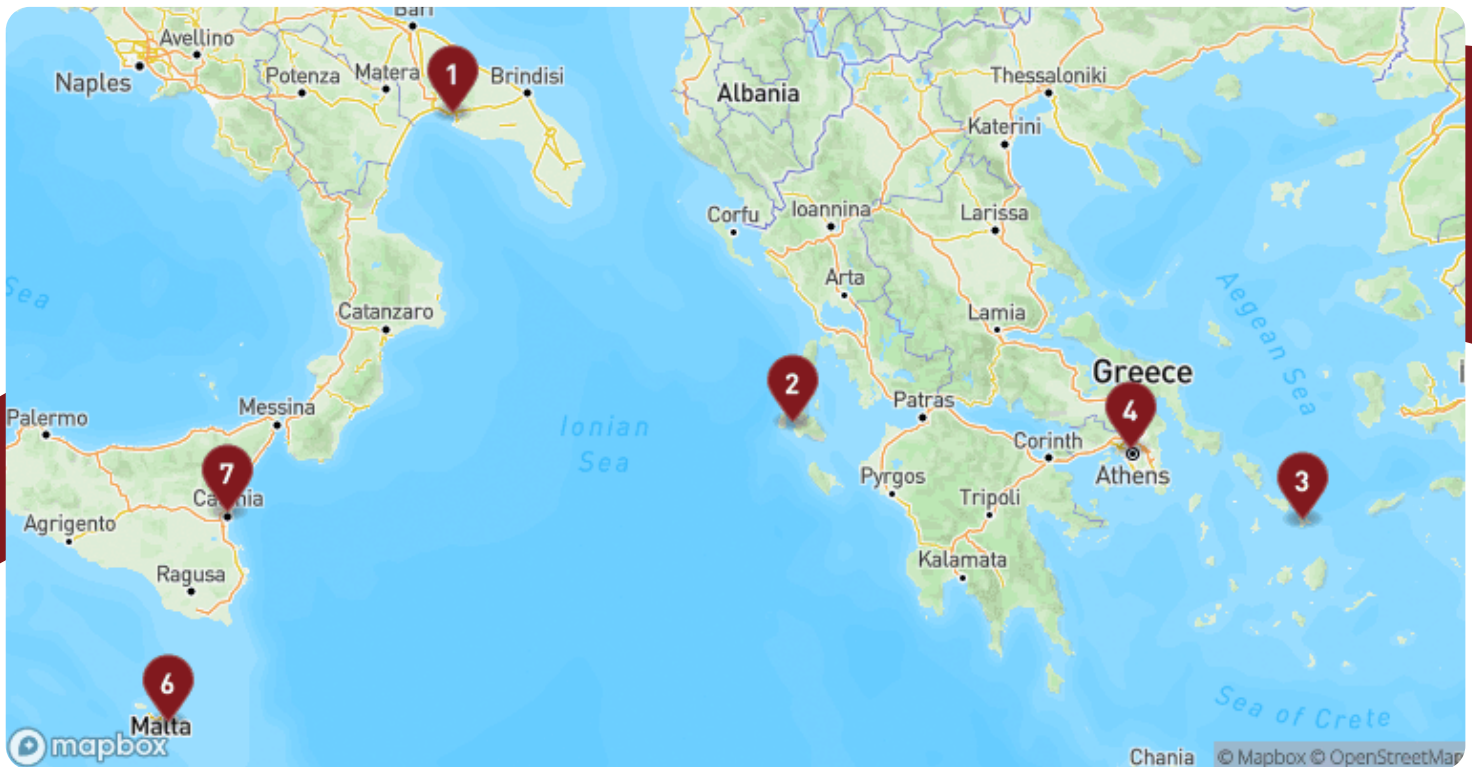 Bari
Avellino
Naples
Potenza
Matera
1
Brindisi
Albania
Thessaloniki
Katerini
Corfu
Ioannina
Larissa
Sea
Arta
Aegean Sea
Catanzaro
Lamia
2
Greece
4
Palermo
Messina
Ionian
Sea
Patras
Corinth
7
Catania
Pyrgos
Athens
3
Agrigento
Tripoli
Ragusa
Kalamata
6
Malta
Sea of Crete
mapbox
Chania
© Mapbox © OpenStreetMap